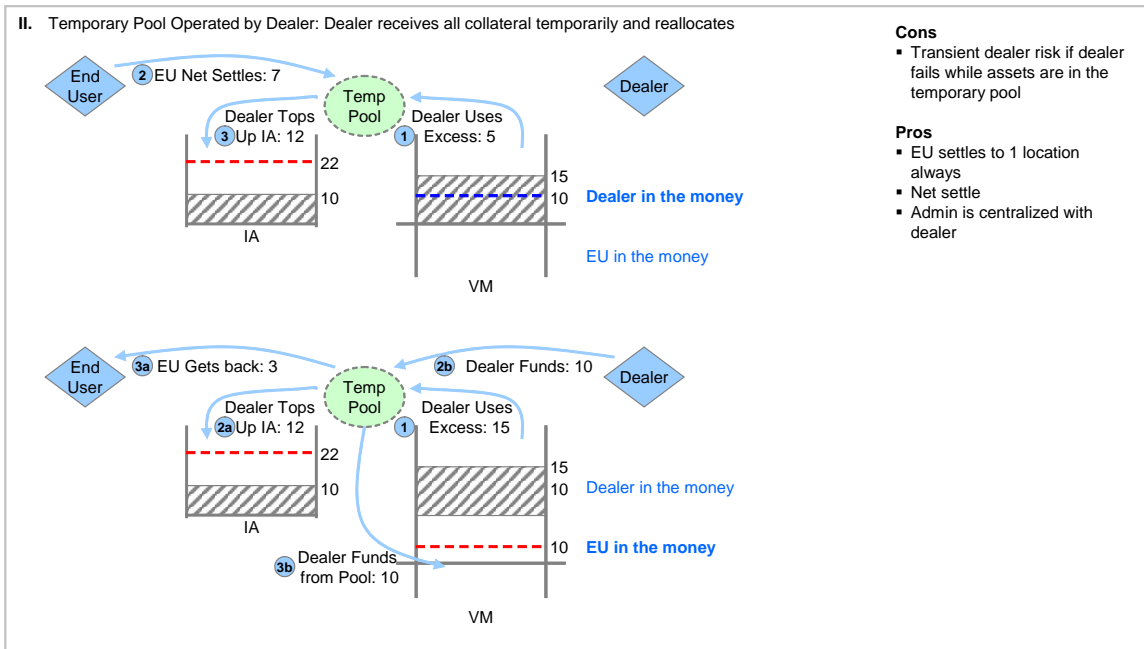 II. Temporary Pool Operated by Dealer: Dealer receives all collateral temporarily and reallocates
End
User
2 EU Net Settles: 7
Temp
Pool
Dealer
Dealer Tops
3 Up IA: 12
1
Dealer Uses
Excess: 5
22
10
IA
15
10
Dealer in the money
EU in the money
VM
End
User
3a EU Gets back: 3
2b Dealer Funds: 10
Temp
Pool
Dealer
Dealer Tops
2a Up IA: 12
1
Dealer Uses
Excess: 15
22
10
IA
15
10
Dealer in the money
10
EU in the money
3b Dealer Funds
from Pool: 10
VM
Cons
▪ Transient dealer risk if dealer
fails while assets are in the
temporary pool
Pros
▪ EU settles to 1 location
always
▪ Net settle
▪ Admin is centralized with
dealer